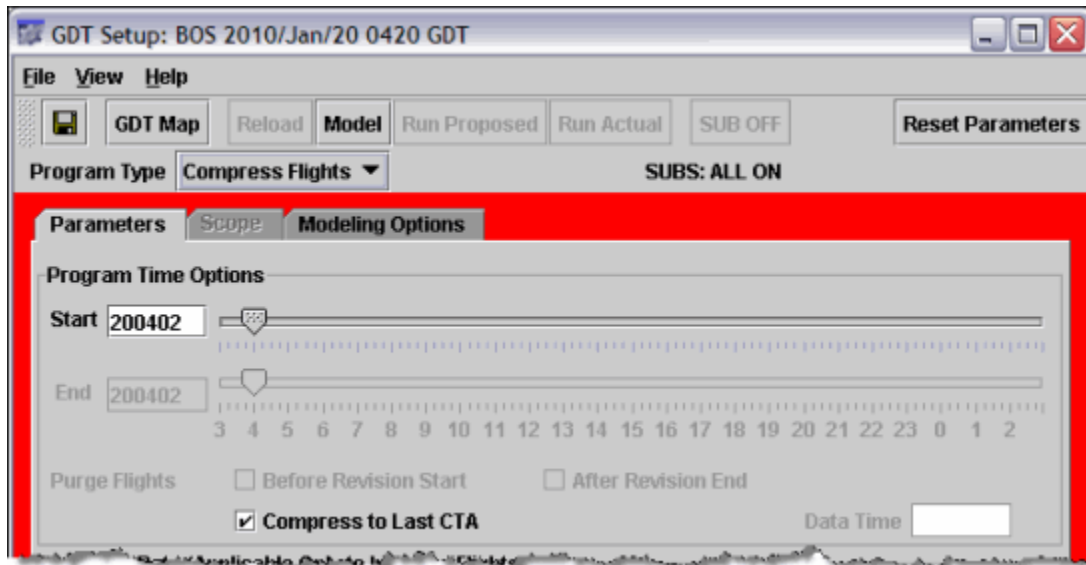 GDT Setup: BOS 2010/Jan/20 0420 GDT
File View Help
GDT Map Reload Model Run Proposed Run Actual SUB OFF Reset Parameters
Program Type Compress Flights SUBS: ALL ON
Parameters Scope Modeling Options
Program Time Options
Start 200402
End 200402
3 4 5 6 7 8 9 10 11 12 13 14 15 16 17 18 19 20 21 22 23 0 1 2
Purge Flights Before Revision Start After Revision End
Compress to Last CTA Data Time